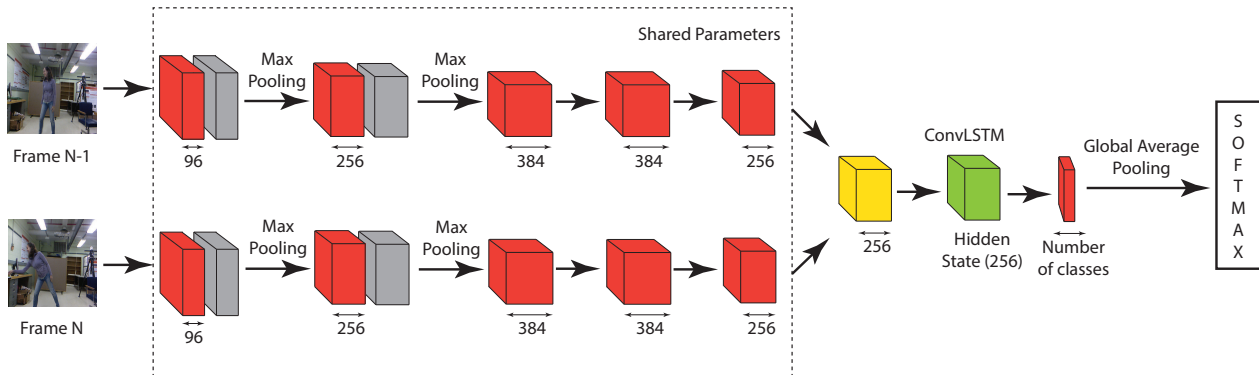 Shared Parameters
Max
Pooling
Max
Pooling
Frame N-1
96
256
384
384
256
Max
Pooling
Max
Pooling
Frame N
96
256
384
384
256
256
ConvLSTM
Hidden
State (256)
Number
of classes
Global Average
Pooling
S
O
F
T
M
A
X